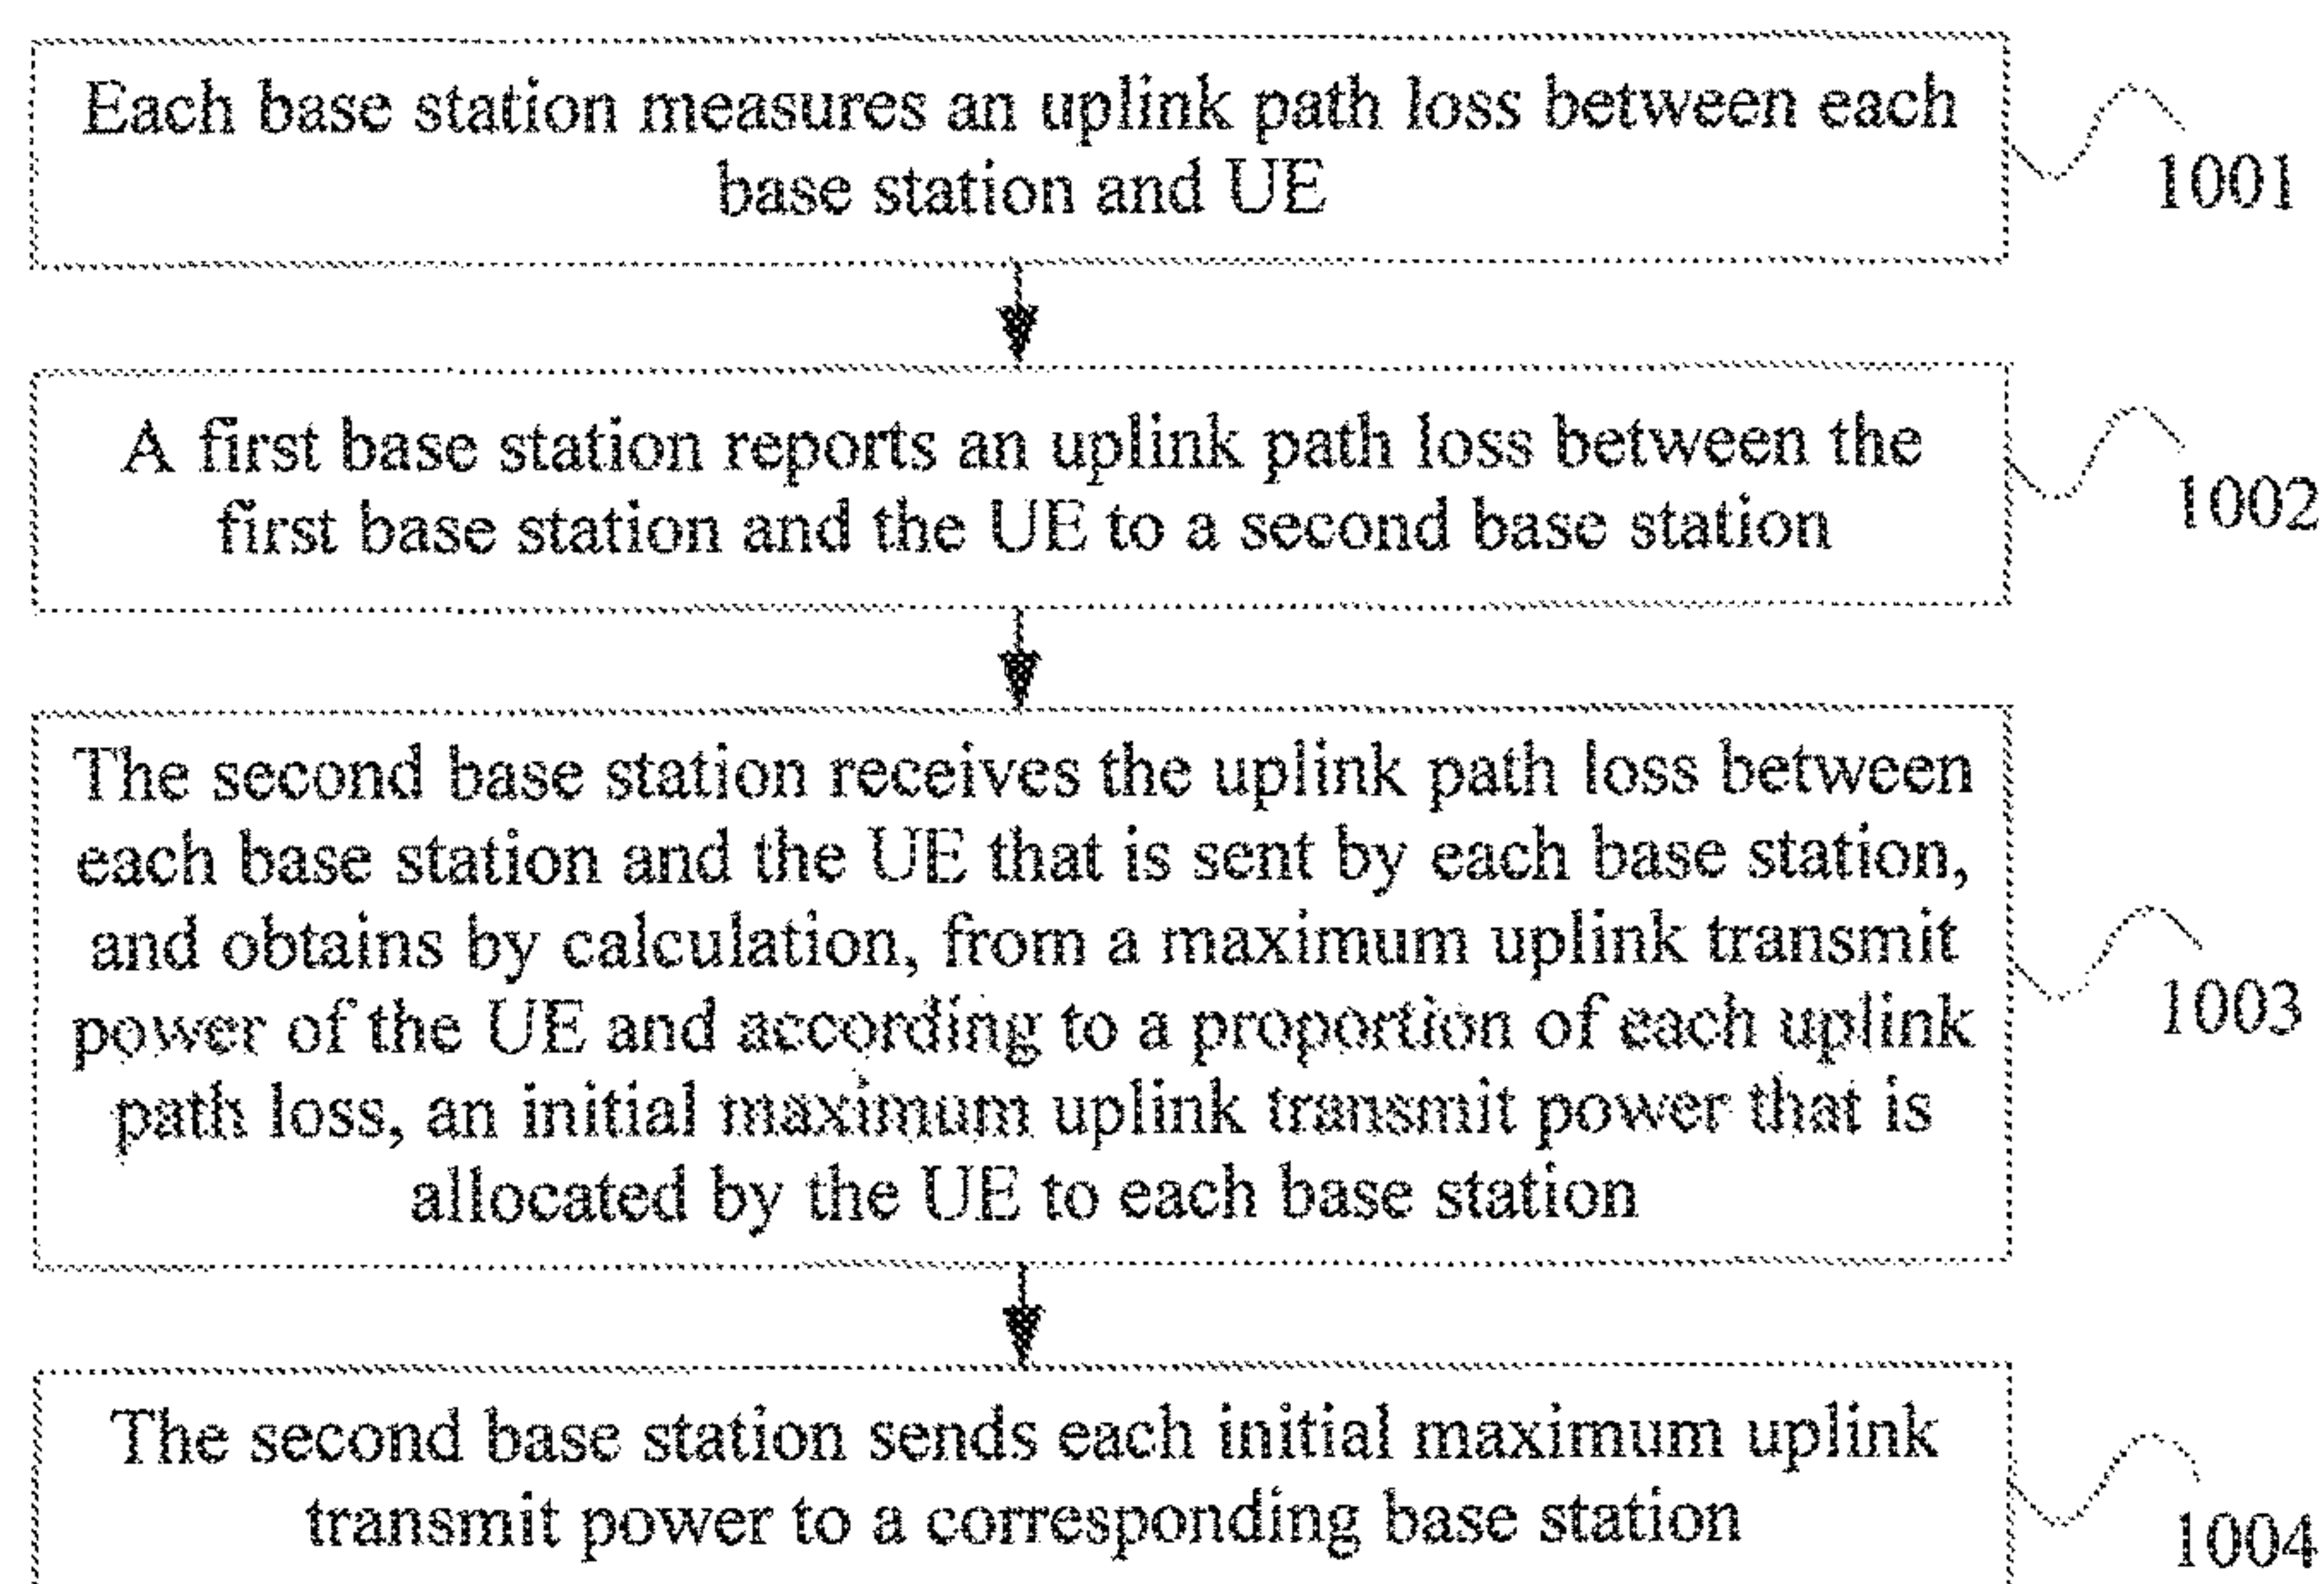 Each base station measures an uplink path loss between each
base station and UE
1001
A first base station reports an uplink path loss between the
first base station and the UE to a second base station
1002
The second base station receives the uplink path loss between
each base station and the UE that is sent by each base station,
and obtains by calculation, from a maximum uplink transmit
power of the UE and according to a proportion of each uplink
path loss, an initial maximum uplink transmit power that is
allocated by the UE to each base station
1003
The second base station sends each initial maximum uplink
transmit power to a corresponding base station
1004